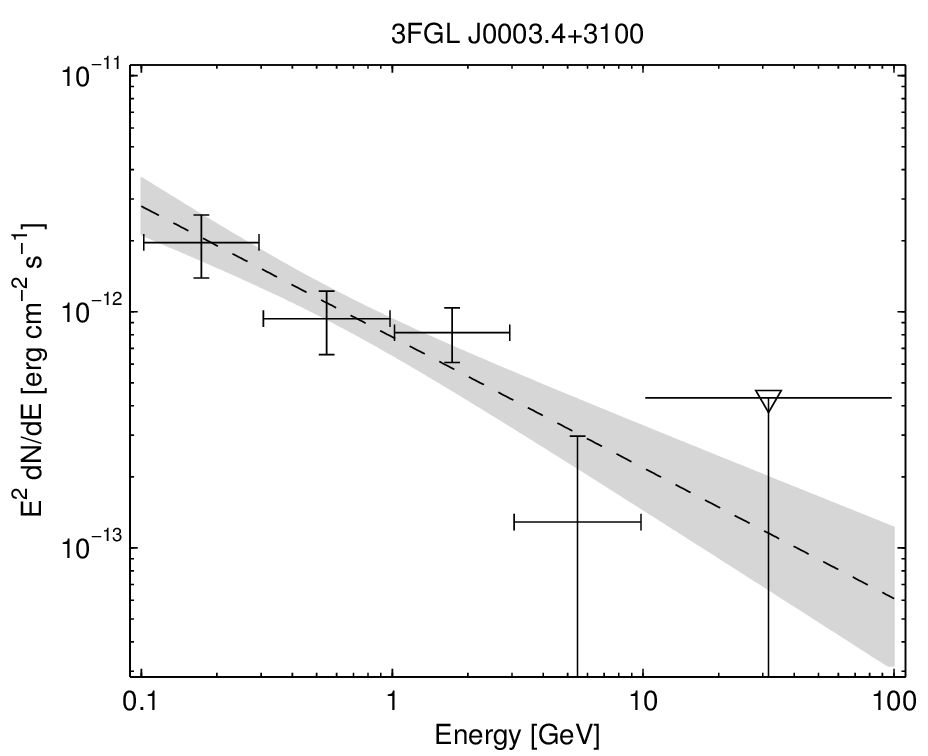 3FGL J0003.4+3100
10⁻¹¹
10⁻¹²
10⁻¹³
E² dN/dE [erg cm⁻² s⁻¹]
0.1 1 10 100
Energy [GeV]